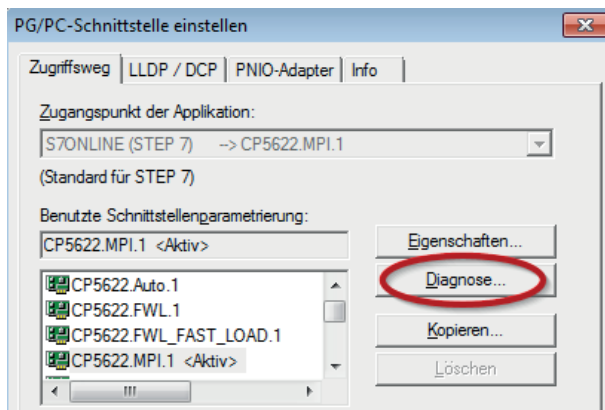 PG/PC-Schnittstelle einstellen
Zugriffsweg LLDP / DCP PNIO-Adapter Info
Zugangspunkt der Applikation:
S7ONLINE (STEP 7) --> CP5622.MPI.1
(Standard für STEP 7)
Benutzte Schnittstellenparametrierung:
CP5622.MPI.1 <Aktiv>
Eigenschaften...
CP5622.Auto.1
Diagnose...
CP5622.FWL.1
CP5622.FWL_FAST_LOAD.1
Kopieren...
CP5622.MPI.1 <Aktiv>
Löschen